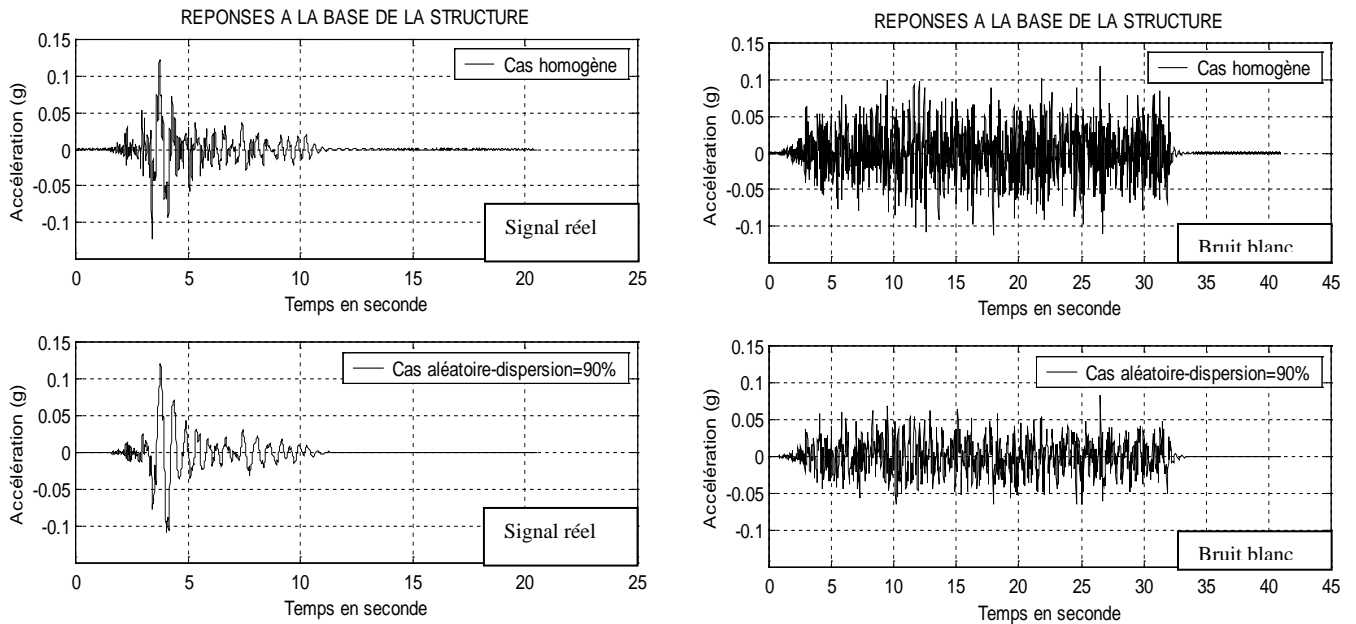 REPONSES A LA BASE DE LA STRUCTURE
0.15
0.1
0.05
0
-0.05
-0.1
Accélération (g)
Cas homogène
Signal réel
0 5 10 15 20 25
Temps en seconde
REPONSES A LA BASE DE LA STRUCTURE
0.15
0.1
0.05
0
-0.05
-0.1
Accélération (g)
Cas homogène
Bruit blanc
0 5 10 15 20 25 30 35 40 45
Temps en seconde
0.15
0.1
0.05
0
-0.05
-0.1
Accélération (g)
Cas aléatoire-dispersion=90%
Signal réel
0 5 10 15 20 25
Temps en seconde
0.15
0.1
0.05
0
-0.05
-0.1
Accélération (g)
Cas aléatoire-dispersion=90%
Bruit blanc
0 5 10 15 20 25 30 35 40 45
Temps en seconde